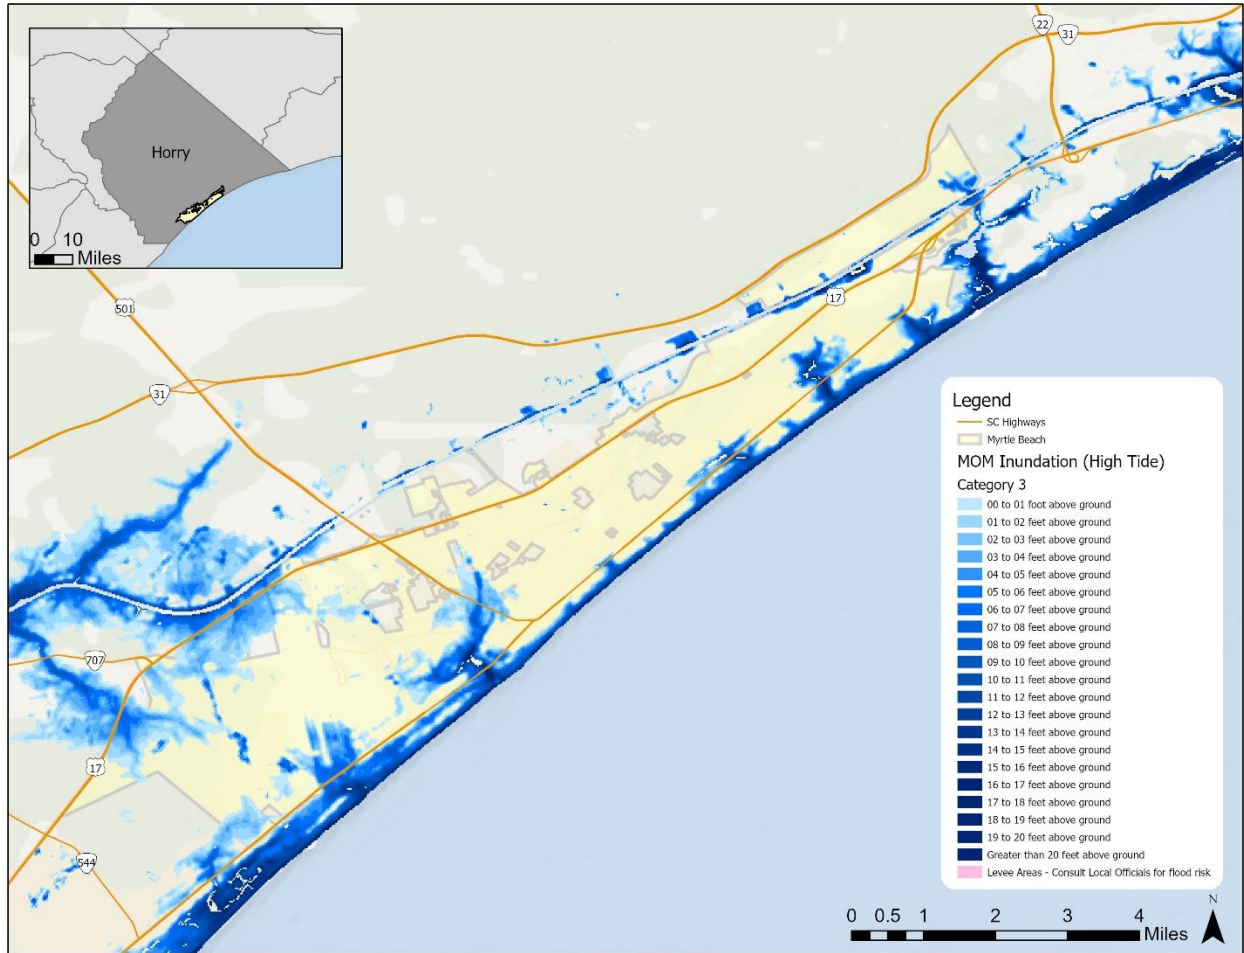 22
31
Horry
0 10
Miles
501
17
31
Legend
SC Highways
Myrtle Beach
MOM Inundation (High Tide)
Category 3
00 to 01 foot above ground
01 to 02 feet above ground
02 to 03 feet above ground
03 to 04 feet above ground
04 to 05 feet above ground
05 to 06 feet above ground
06 to 07 feet above ground
07 to 08 feet above ground
08 to 09 feet above ground
09 to 10 feet above ground
10 to 11 feet above ground
11 to 12 feet above ground
12 to 13 feet above ground
13 to 14 feet above ground
14 to 15 feet above ground
15 to 16 feet above ground
16 to 17 feet above ground
17 to 18 feet above ground
18 to 19 feet above ground
19 to 20 feet above ground
Greater than 20 feet above ground
Levee Areas - Consult Local Officials for flood risk
707
17
544
N
0 0.5 1 2 3 4
Miles